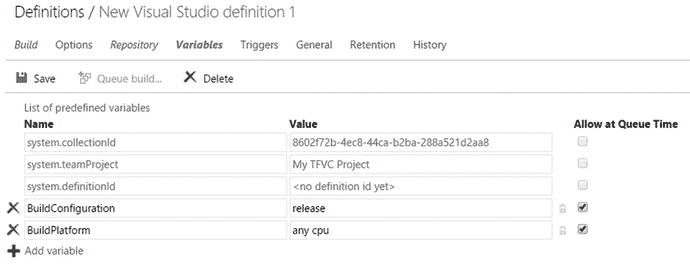 Definitions / New Visual Studio definition 1
Build Options Repository Variables Triggers General Retention History
Save Queue build... Delete
List of predefined variables
Name Value Allow at Queue Time
system.collectionId 8602f72b-4ec8-44ca-b2ba-288a521d2aa8
system.teamProject My TFVC Project
system.definitionId <no definition id yet>
BuildConfiguration release
BuildPlatform any cpu
Add variable